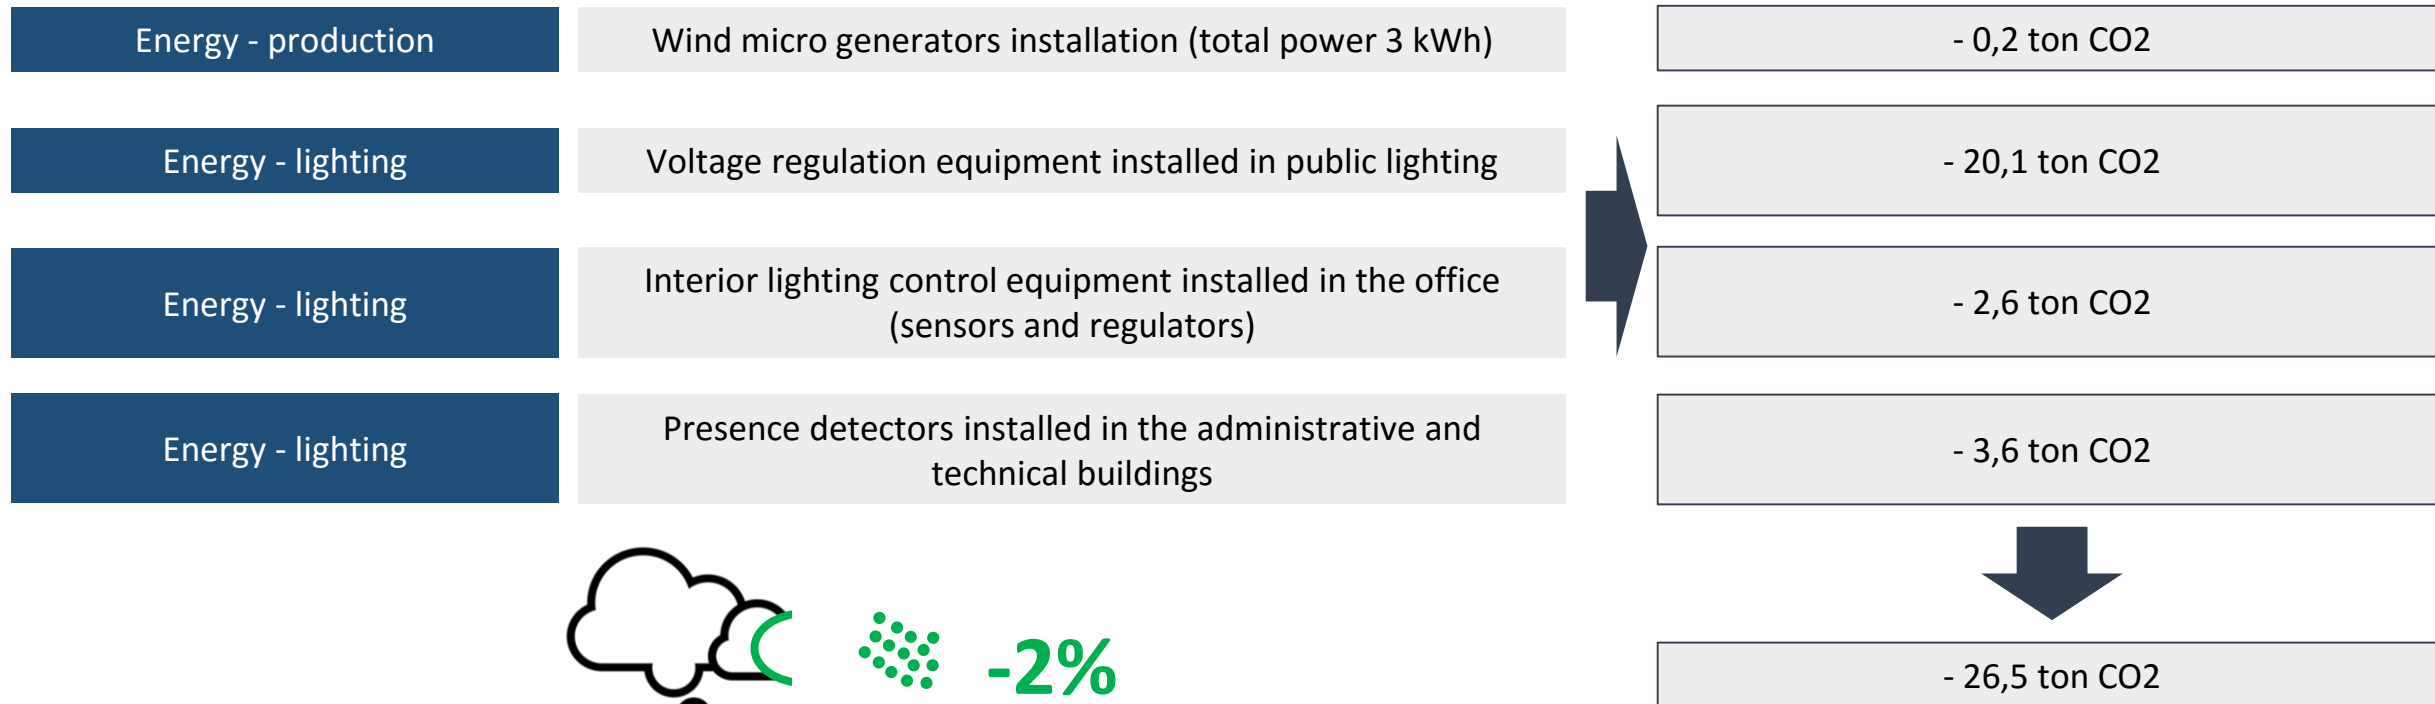 Energy - production
Wind micro generators installation (total power 3 kWh)
- 0,2 ton CO2
Energy - lighting
Voltage regulation equipment installed in public lighting
- 20,1 ton CO2
Energy - lighting
Interior lighting control equipment installed in the office
(sensors and regulators)
- 2,6 ton CO2
Energy - lighting
Presence detectors installed in the administrative and
technical buildings
- 3,6 ton CO2
-2%
- 26,5 ton CO2